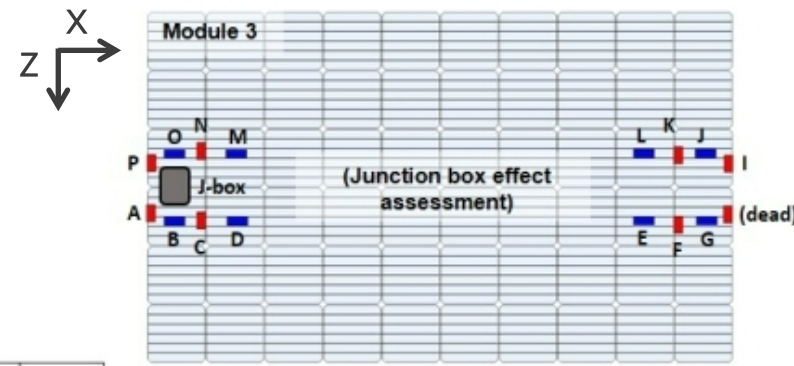 X
Z
Module 3
O N M
L K J
P
I
J-box
(Junction box effect
assessment)
A
(dead)
B C D
E F G